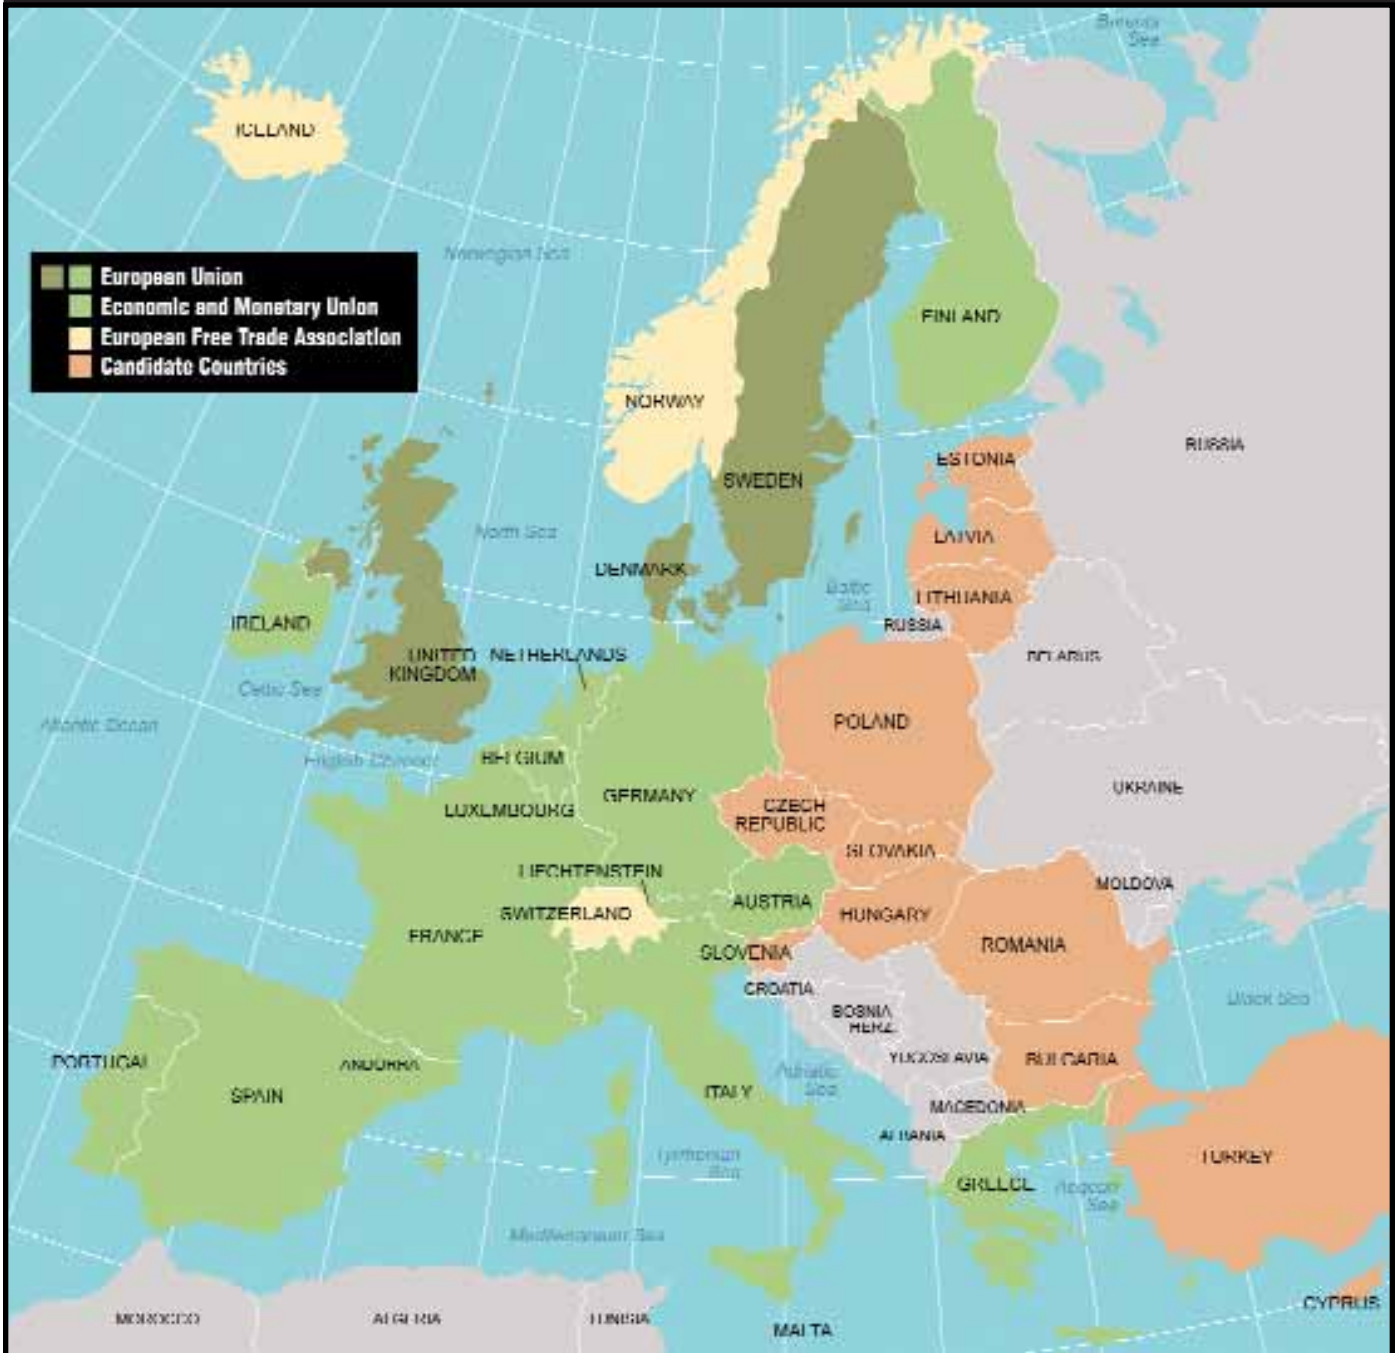 Barents
Sea
ICELAND
Norwegian Sea
European Union
Economic and Monetary Union
European Free Trade Association
Candidate Countries
FINLAND
NORWAY
RUSSIA
ESTONIA
SWEDEN
North Sea
LATVIA
DENMARK
Baltic
Sea
LITHUANIA
IRELAND
RUSSIA
UNITED
KINGDOM
NETHERLANDS
BELARUS
Celtic Sea
Atlantic Ocean
POLAND
English Channel
BELGIUM
UKRAINE
GERMANY
LUXEMBOURG
CZECH
REPUBLIC
SLOVAKIA
LIECHTENSTEIN
MOLDOVA
AUSTRIA
SWITZERLAND
HUNGARY
FRANCE
ROMANIA
SLOVENIA
CROATIA
Black Sea
BOSNIA
HERZ.
YUGOSLAVIA
BULGARIA
PORTUGAL
ANDORRA
Adriatic
Sea
SPAIN
ITALY
MACEDONIA
ALBANIA
Tyrrhenian
Sea
TURKEY
GREECE
Aegean
Sea
Mediterranean Sea
CYPRUS
MOROCCO
ALGERIA
TUNISIA
MALTA